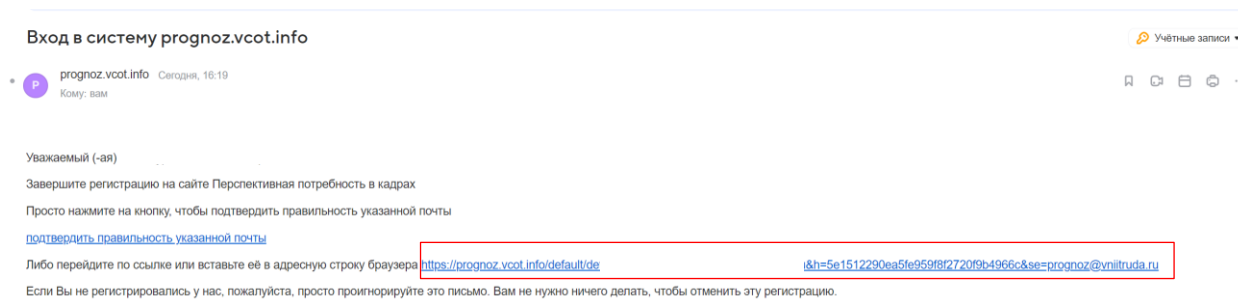 Вход в систему prognoz.vcot.info
Учётные записи
P
prognoz.vcot.info Сегодня, 16:19
Кому: вам
Уважаемый (-ая)
Завершите регистрацию на сайте Перспективная потребность в кадрах
Просто нажмите на кнопку, чтобы подтвердить правильность указанной почты
подтвердить правильность указанной почты
Либо перейдите по ссылке или вставьте её в адресную строку браузера https://prognoz.vcot.info/default/de &h=5e1512290ea5fe959f8f2720f9b4966c&se=prognoz@vniitruda.ru
Если Вы не регистрировались у нас, пожалуйста, просто проигнорируйте это письмо. Вам не нужно ничего делать, чтобы отменить эту регистрацию.